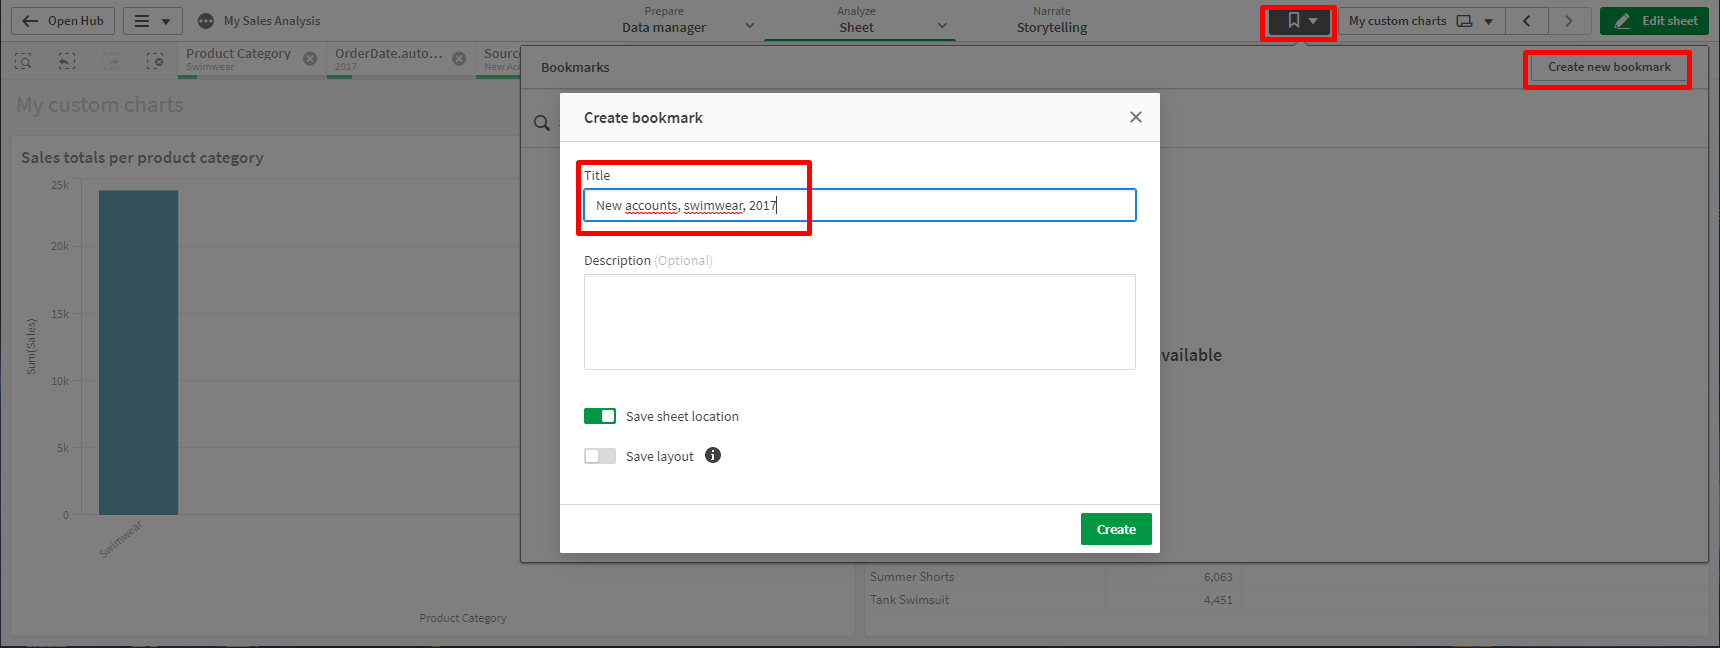 Open Hub
My Sales Analysis
Prepare
Data manager
Analyze
Sheet
Narrate
Storytelling
My custom charts
Edit sheet
Product Category
Swimwear
OrderDate.auto...
2017
Sourc
New Acc
Bookmarks
Create new bookmark
My custom charts
Create bookmark
Sales totals per product category
Title
New accounts, swimwear, 2017
Description (Optional)
25k
20k
15k
10k
5k
0
Sum(Sales)
Swimwear
Product Category
vailable
Save sheet location
Save layout
Create
Summer Shorts 6,063
Tank Swimsuit 4,451